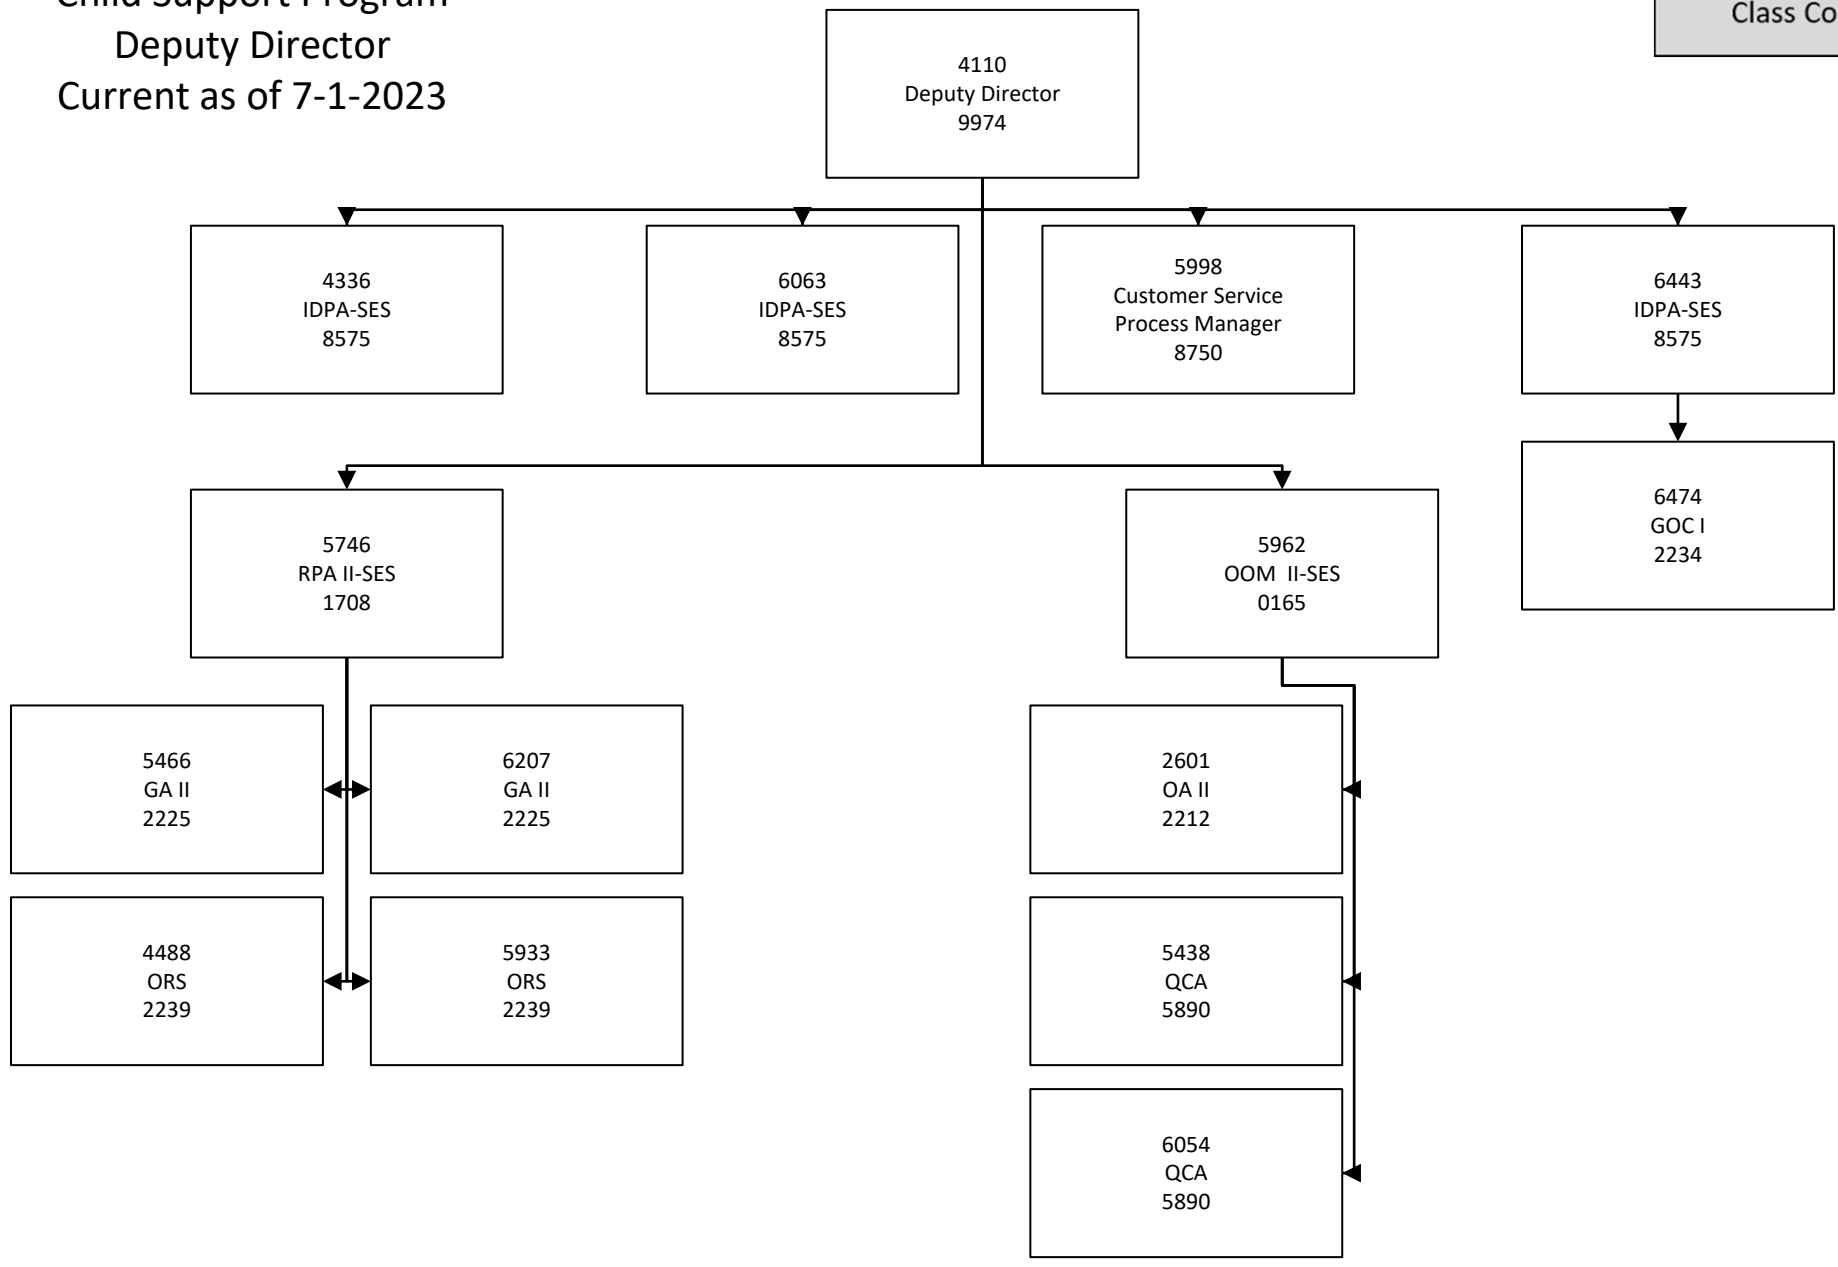 Child Support Program
Deputy Director
Current as of 7-1-2023
Class Co
4110
Deputy Director
9974
4336
IDPA-SES
8575
6063
IDPA-SES
8575
5998
Customer Service
Process Manager
8750
6443
IDPA-SES
8575
6474
GOC I
2234
5746
RPA II-SES
1708
5962
OOM  II-SES
0165
5466
GA II
2225
6207
GA II
2225
2601
OA II
2212
4488
ORS
2239
5933
ORS
2239
5438
QCA
5890
6054
QCA
5890